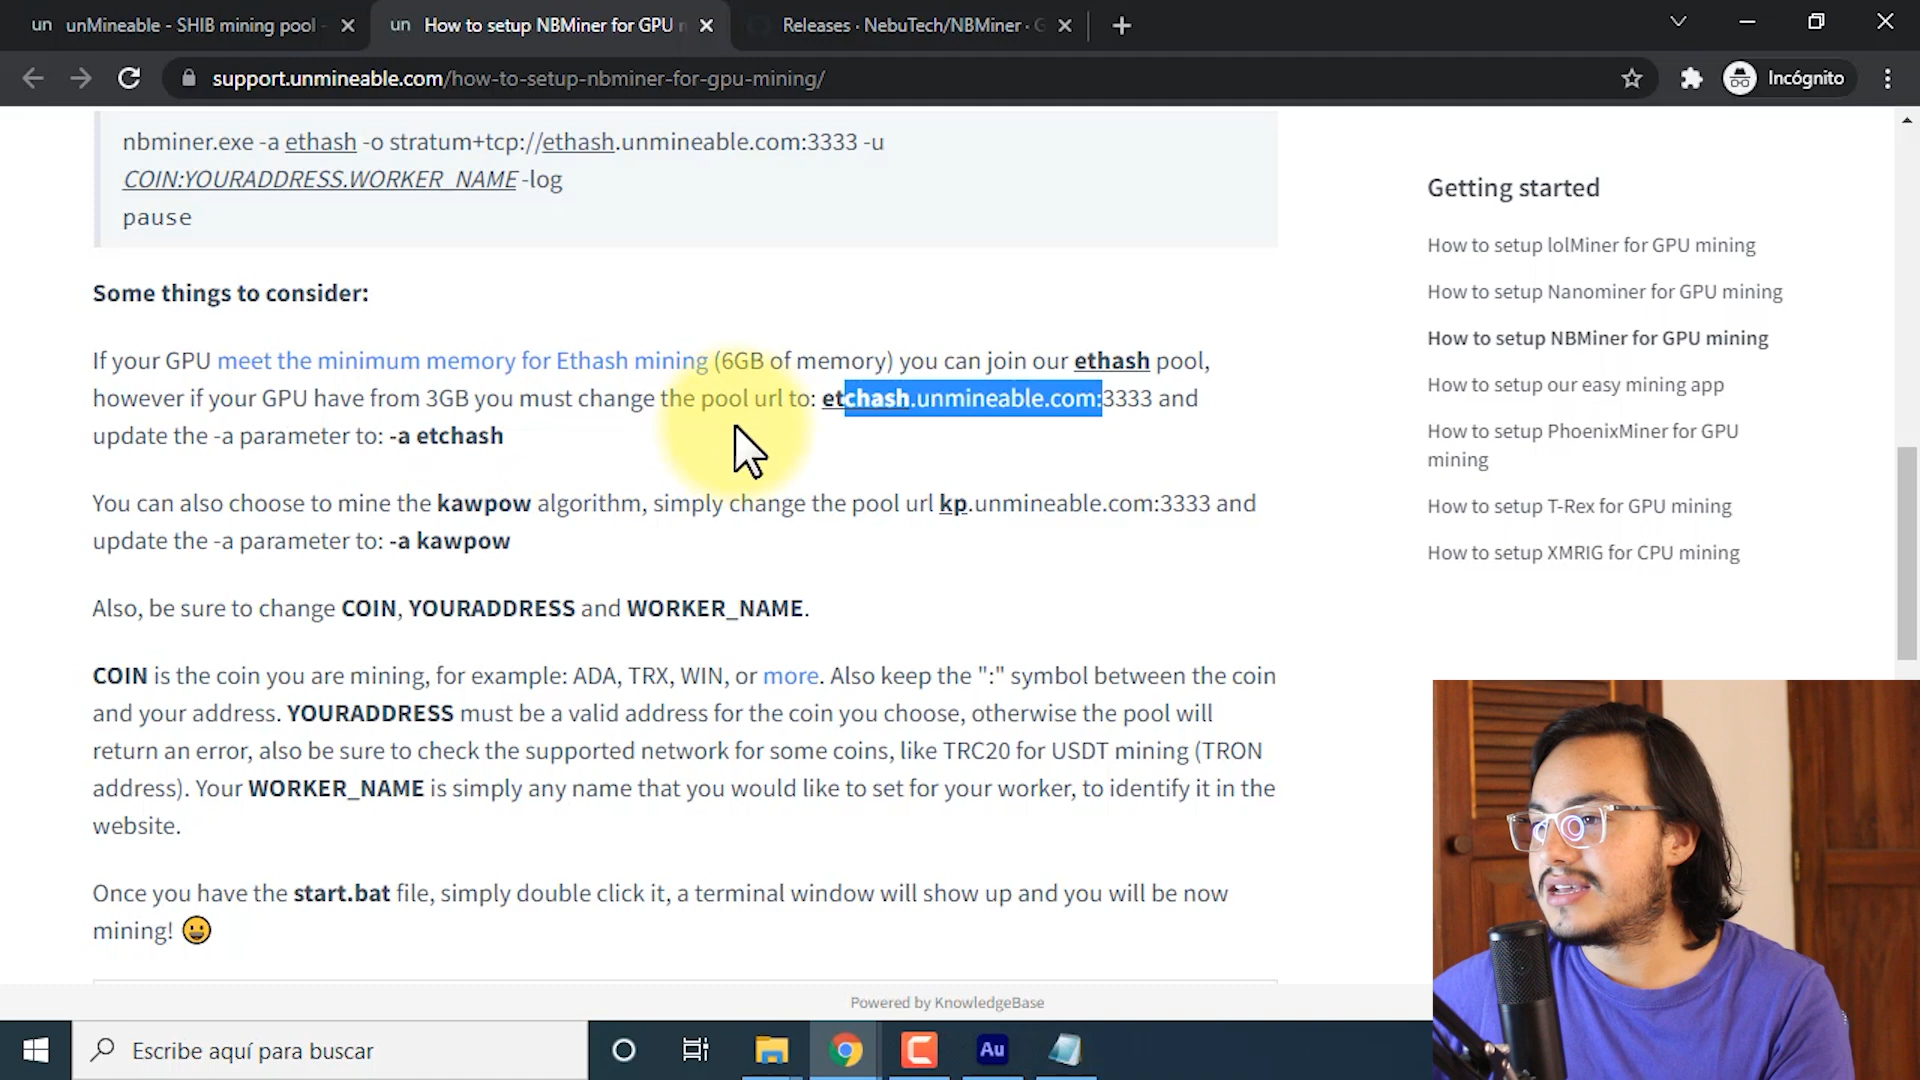 un unMineable - SHIB mining pool -
un How to setup NBMiner for GPU
Releases · NebuTech/NBMiner · G
support.unmineable.com/how-to-setup-nbminer-for-gpu-mining/
Incógnito
nbminer.exe -a ethash -o stratum+tcp://ethash.unmineable.com:3333 -u
COIN:YOURADDRESS.WORKER_NAME -log
pause
Some things to consider:
If your GPU meet the minimum memory for Ethash mining (6GB of memory) you can join our ethash pool,
however if your GPU have from 3GB you must change the pool url to: etchash.unmineable.com:3333 and
update the -a parameter to: -a etchash
You can also choose to mine the kawpow algorithm, simply change the pool url kp.unmineable.com:3333 and
update the -a parameter to: -a kawpow
Also, be sure to change COIN, YOURADDRESS and WORKER_NAME.
COIN is the coin you are mining, for example: ADA, TRX, WIN, or more. Also keep the ":" symbol between the coin
and your address. YOURADDRESS must be a valid address for the coin you choose, otherwise the pool will
return an error, also be sure to check the supported network for some coins, like TRC20 for USDT mining (TRON
address). Your WORKER_NAME is simply any name that you would like to set for your worker, to identify it in the
website.
Once you have the start.bat file, simply double click it, a terminal window will show up and you will be now
mining! 😀
Getting started
How to setup lolMiner for GPU mining
How to setup Nanominer for GPU mining
How to setup NBMiner for GPU mining
How to setup our easy mining app
How to setup PhoenixMiner for GPU
mining
How to setup T-Rex for GPU mining
How to setup XMRIG for CPU mining
Powered by KnowledgeBase
Escribe aquí para buscar
Au